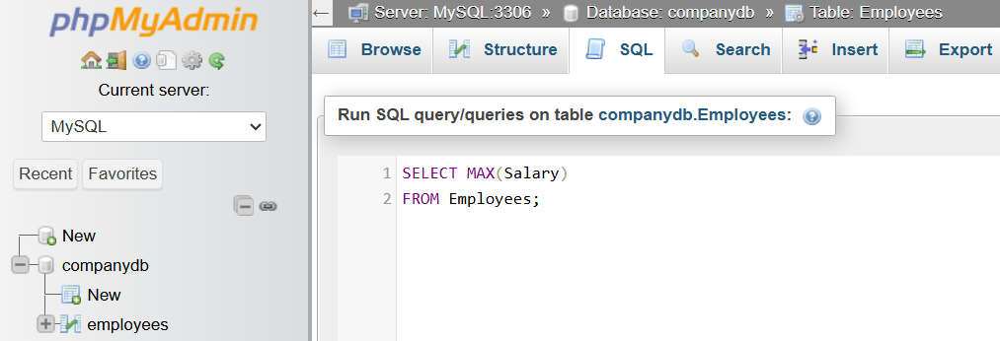 phpMyAdmin
Current server:
MySQL
Recent Favorites
New
companydb
New
employees
Server: MySQL:3306 » Database: companydb » Table: Employees
Browse Structure SQL Search Insert Export
Run SQL query/queries on table companydb.Employees:
1 SELECT MAX(Salary)
2 FROM Employees;